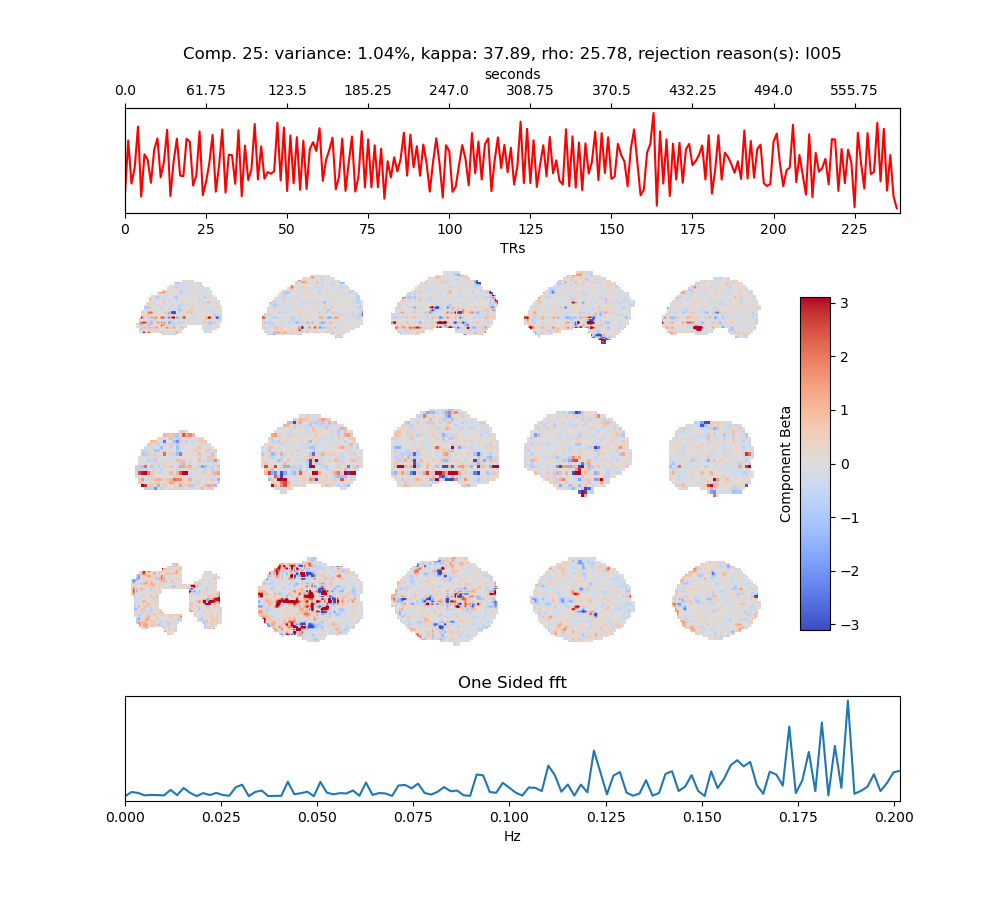 Comp. 25: variance: 1.04%, kappa: 37.89, rho: 25.78, rejection reason(s): I005
seconds
0.0 61.75 123.5 185.25 247.0 308.75 370.5 432.25 494.0 555.75
0 25 50 75 100 125 150 175 200 225
TRs
3
2
1
0
−1
−2
−3
Component Beta
One Sided fft
0.000 0.025 0.050 0.075 0.100 0.125 0.150 0.175 0.200
Hz